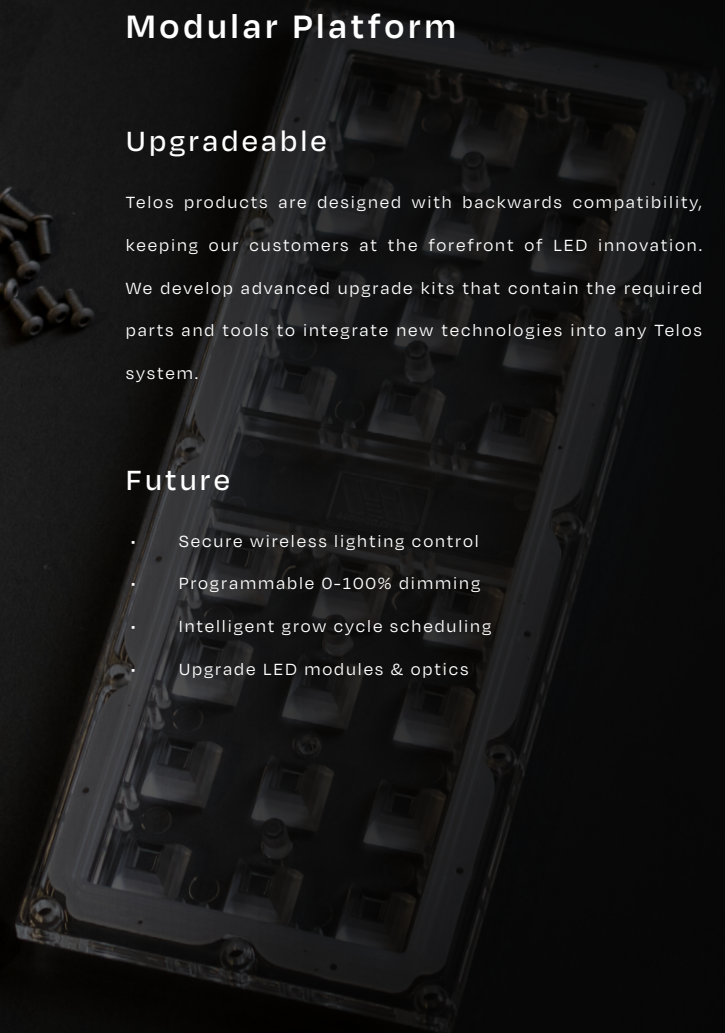 Modular Platform
Upgradeable
Telos products are designed with backwards compatibility,
keeping our customers at the forefront of LED innovation.
We develop advanced upgrade kits that contain the required
parts and tools to integrate new technologies into any Telos
system.
Future
· Secure wireless lighting control
· Programmable 0-100% dimming
· Intelligent grow cycle scheduling
· Upgrade LED modules & optics